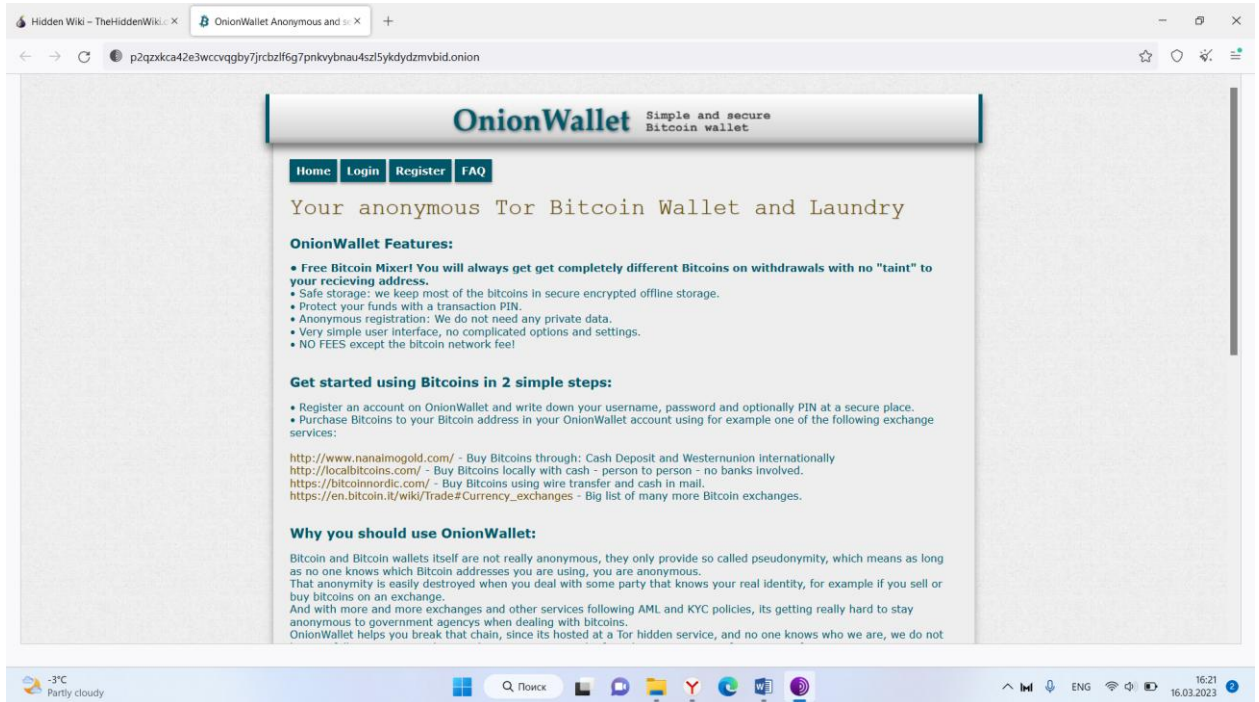 Hidden Wiki – TheHiddenWiki.c
OnionWallet Anonymous and se
p2qzxkca42e3wccvqgby7jrcbzlf6g7pnkvybnau4szl5ykdydzmvbid.onion
OnionWallet
Simple and secure
Bitcoin wallet
Home Login Register FAQ
Your anonymous Tor Bitcoin Wallet and Laundry
OnionWallet Features:
• Free Bitcoin Mixer! You will always get get completely different Bitcoins on withdrawals with no "taint" to
your recieving address.
• Safe storage: we keep most of the bitcoins in secure encrypted offline storage.
• Protect your funds with a transaction PIN.
• Anonymous registration: We do not need any private data.
• Very simple user interface, no complicated options and settings.
• NO FEES except the bitcoin network fee!
Get started using Bitcoins in 2 simple steps:
• Register an account on OnionWallet and write down your username, password and optionally PIN at a secure place.
• Purchase Bitcoins to your Bitcoin address in your OnionWallet account using for example one of the following exchange
services:
http://www.nanaimogold.com/ - Buy Bitcoins through: Cash Deposit and Westernunion internationally
http://localbitcoins.com/ - Buy Bitcoins locally with cash - person to person - no banks involved.
https://bitcoinnordic.com/ - Buy Bitcoins using wire transfer and cash in mail.
https://en.bitcoin.it/wiki/Trade#Currency_exchanges - Big list of many more Bitcoin exchanges.
Why you should use OnionWallet:
Bitcoin and Bitcoin wallets itself are not really anonymous, they only provide so called pseudonymity, which means as long
as no one knows which Bitcoin addresses you are using, you are anonymous.
That anonymity is easily destroyed when you deal with some party that knows your real identity, for example if you sell or
buy bitcoins on an exchange.
And with more and more exchanges and other services following AML and KYC policies, its getting really hard to stay
anonymous to government agencys when dealing with bitcoins.
OnionWallet helps you break that chain, since its hosted at a Tor hidden service, and no one knows who we are, we do not
-3°C
Partly cloudy
Поиск
ENG
16:21
16.03.2023
2